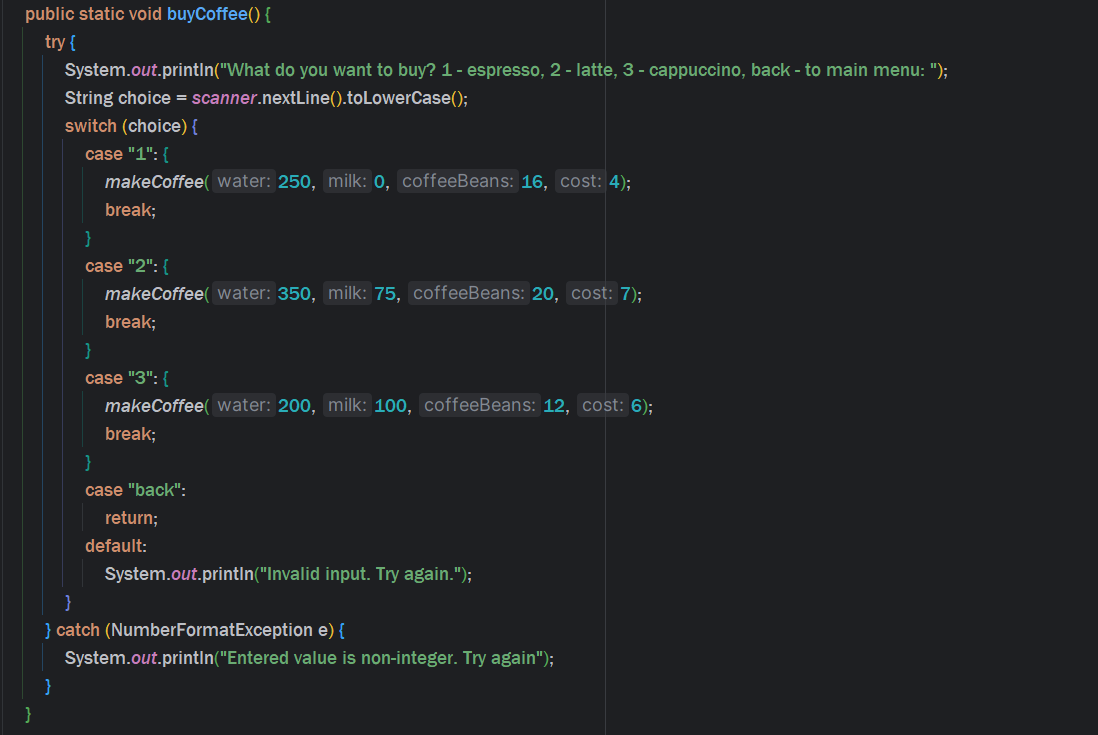 public static void buyCoffee() {
try {
System.out.println("What do you want to buy? 1 - espresso, 2 - latte, 3 - cappuccino, back - to main menu: ");
String choice = scanner.nextLine().toLowerCase();
switch (choice) {
case "1": {
makeCoffee( water: 250, milk: 0, coffeeBeans: 16, cost: 4);
break;
}
case "2": {
makeCoffee( water: 350, milk: 75, coffeeBeans: 20, cost: 7);
break;
}
case "3": {
makeCoffee( water: 200, milk: 100, coffeeBeans: 12, cost: 6);
break;
}
case "back":
return;
default:
System.out.println("Invalid input. Try again.");
}
} catch (NumberFormatException e) {
System.out.println("Entered value is non-integer. Try again");
}
}